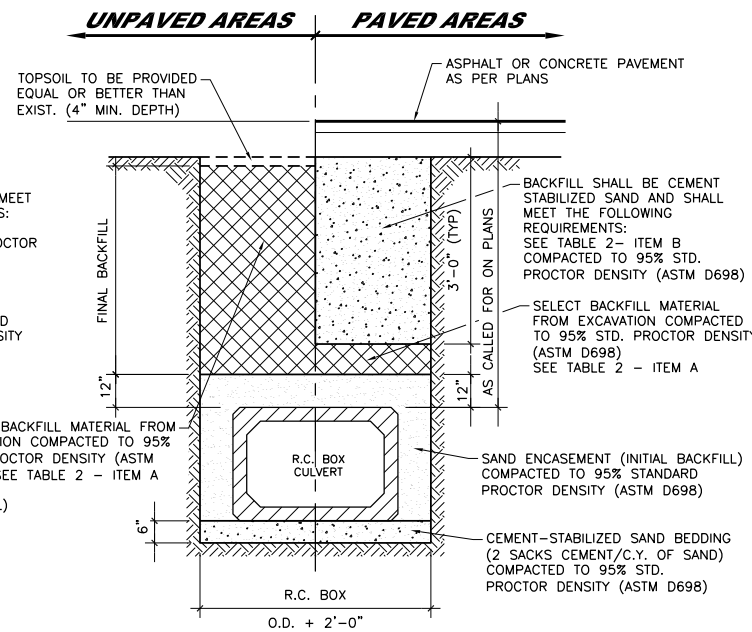 UNPAVED AREAS
PAVED AREAS
TOPSOIL TO BE PROVIDED
EQUAL OR BETTER THAN
EXIST. (4" MIN. DEPTH)
ASPHALT OR CONCRETE PAVEMENT
AS PER PLANS
MEET
S:
OCTOR
D
SITY
FINAL BACKFILL
12"
3'-0" (TYP)
12"
AS CALLED FOR ON PLANS
BACKFILL SHALL BE CEMENT
STABILIZED SAND AND SHALL
MEET THE FOLLOWING
REQUIREMENTS:
SEE TABLE 2- ITEM B
COMPACTED TO 95% STD.
PROCTOR DENSITY (ASTM D698)
SELECT BACKFILL MATERIAL
FROM EXCAVATION COMPACTED
TO 95% STD. PROCTOR DENSITY
(ASTM D698)
SEE TABLE 2 - ITEM A
BACKFILL MATERIAL FROM
ION COMPACTED TO 95%
OCTOR DENSITY (ASTM
SEE TABLE 2 - ITEM A
L)
R.C. BOX
CULVERT
SAND ENCASEMENT (INITIAL BACKFILL)
COMPACTED TO 95% STANDARD
PROCTOR DENSITY (ASTM D698)
6"
CEMENT-STABILIZED SAND BEDDING
(2 SACKS CEMENT/C.Y. OF SAND)
COMPACTED TO 95% STD.
PROCTOR DENSITY (ASTM D698)
R.C. BOX
O.D. + 2'-0"